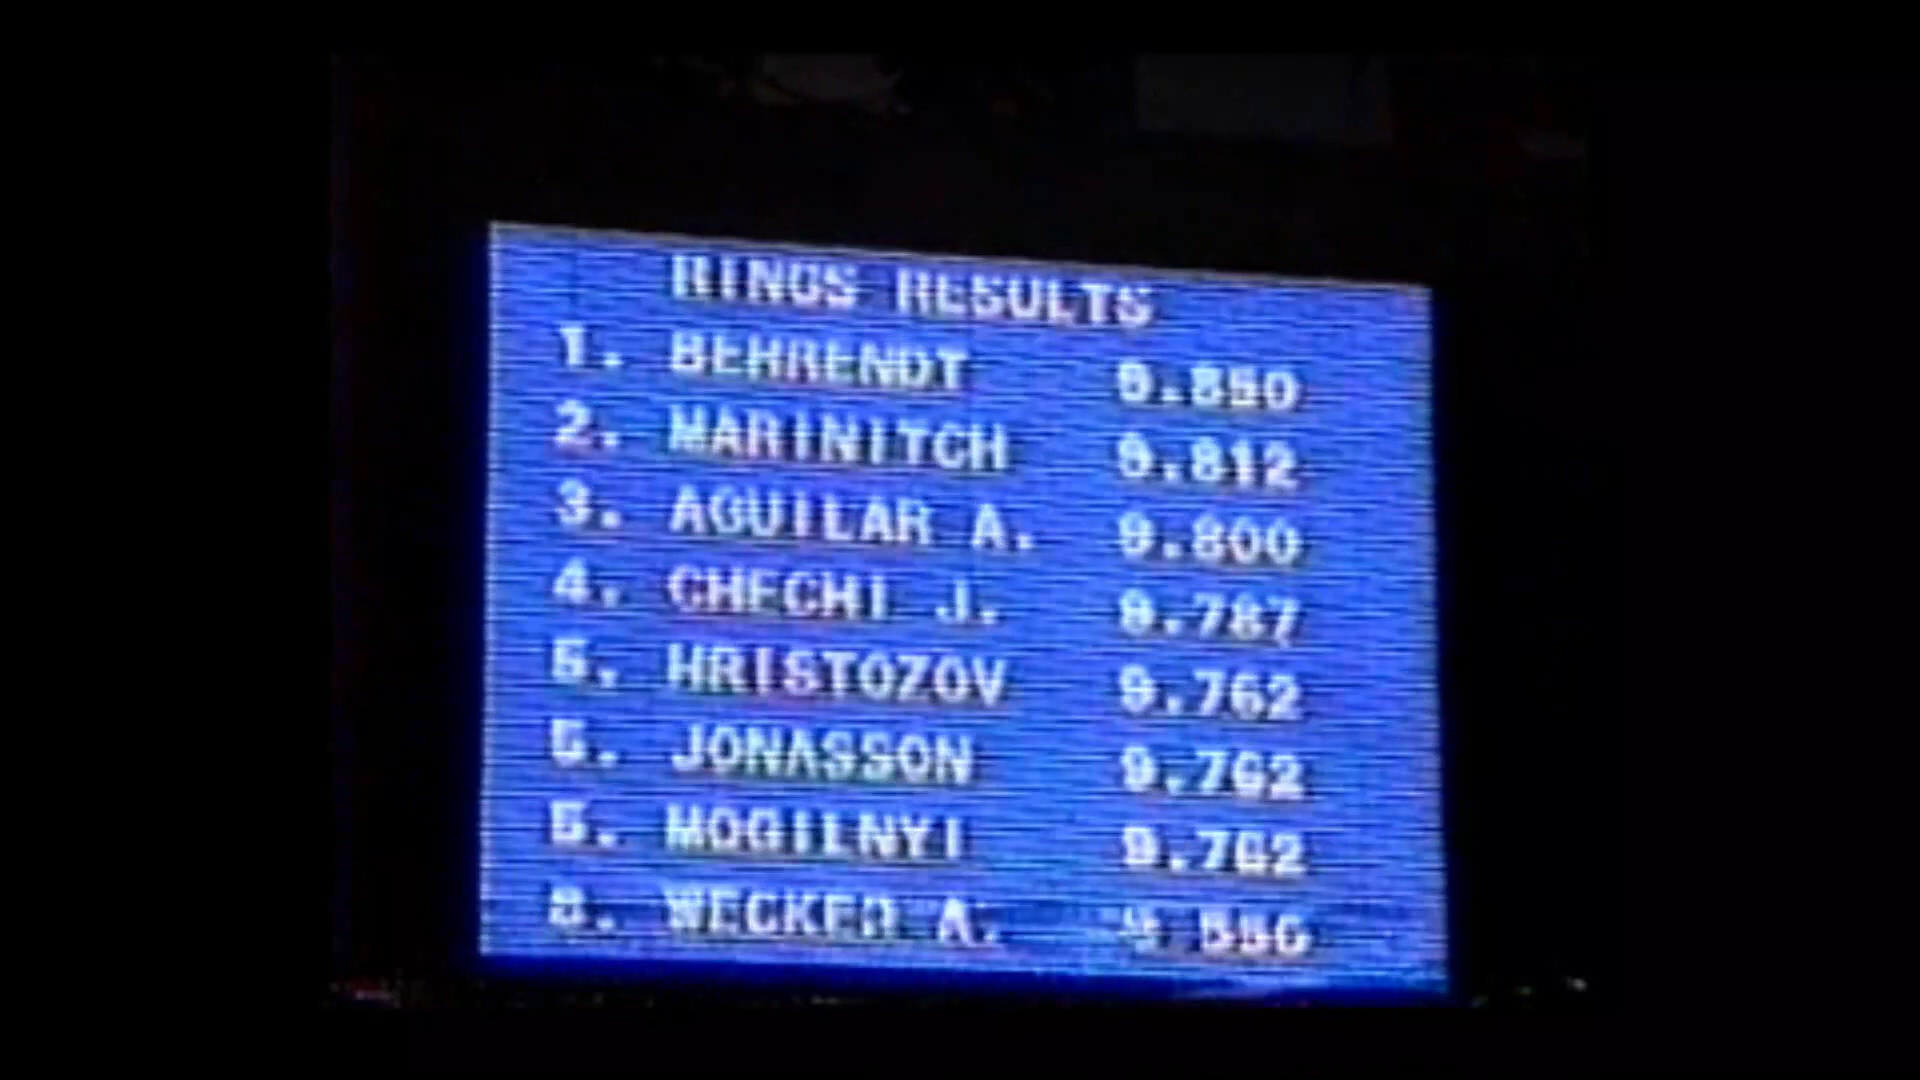 RINGS RESULTS
1. BEHRENDT 9.850
2. MARINITCH 9.812
3. AGUILAR A. 9.800
4. CHECHI J. 9.787
5. HRISTOZOV 9.762
5. JONASSON 9.762
5. MOGILNYI 9.762
8. WECKER A.